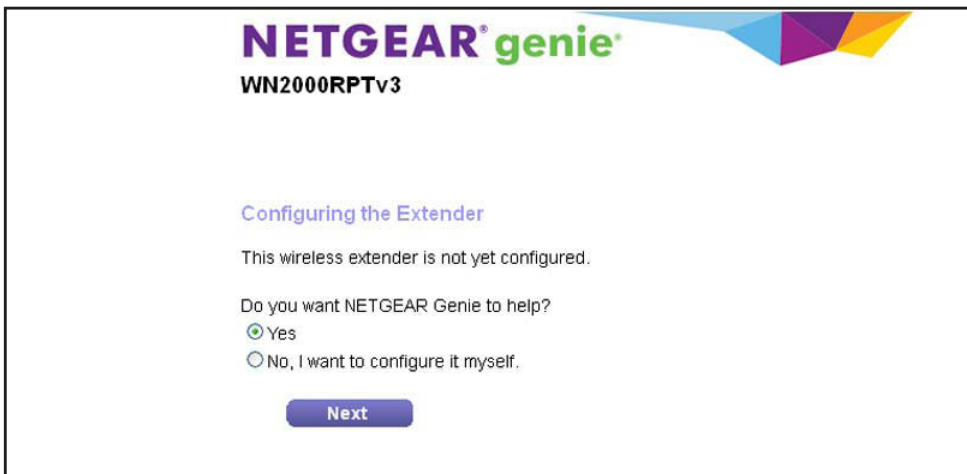 NETGEAR® genie®
WN2000RPTv3
Configuring the Extender
This wireless extender is not yet configured.
Do you want NETGEAR Genie to help?
Yes
No, I want to configure it myself.
Next